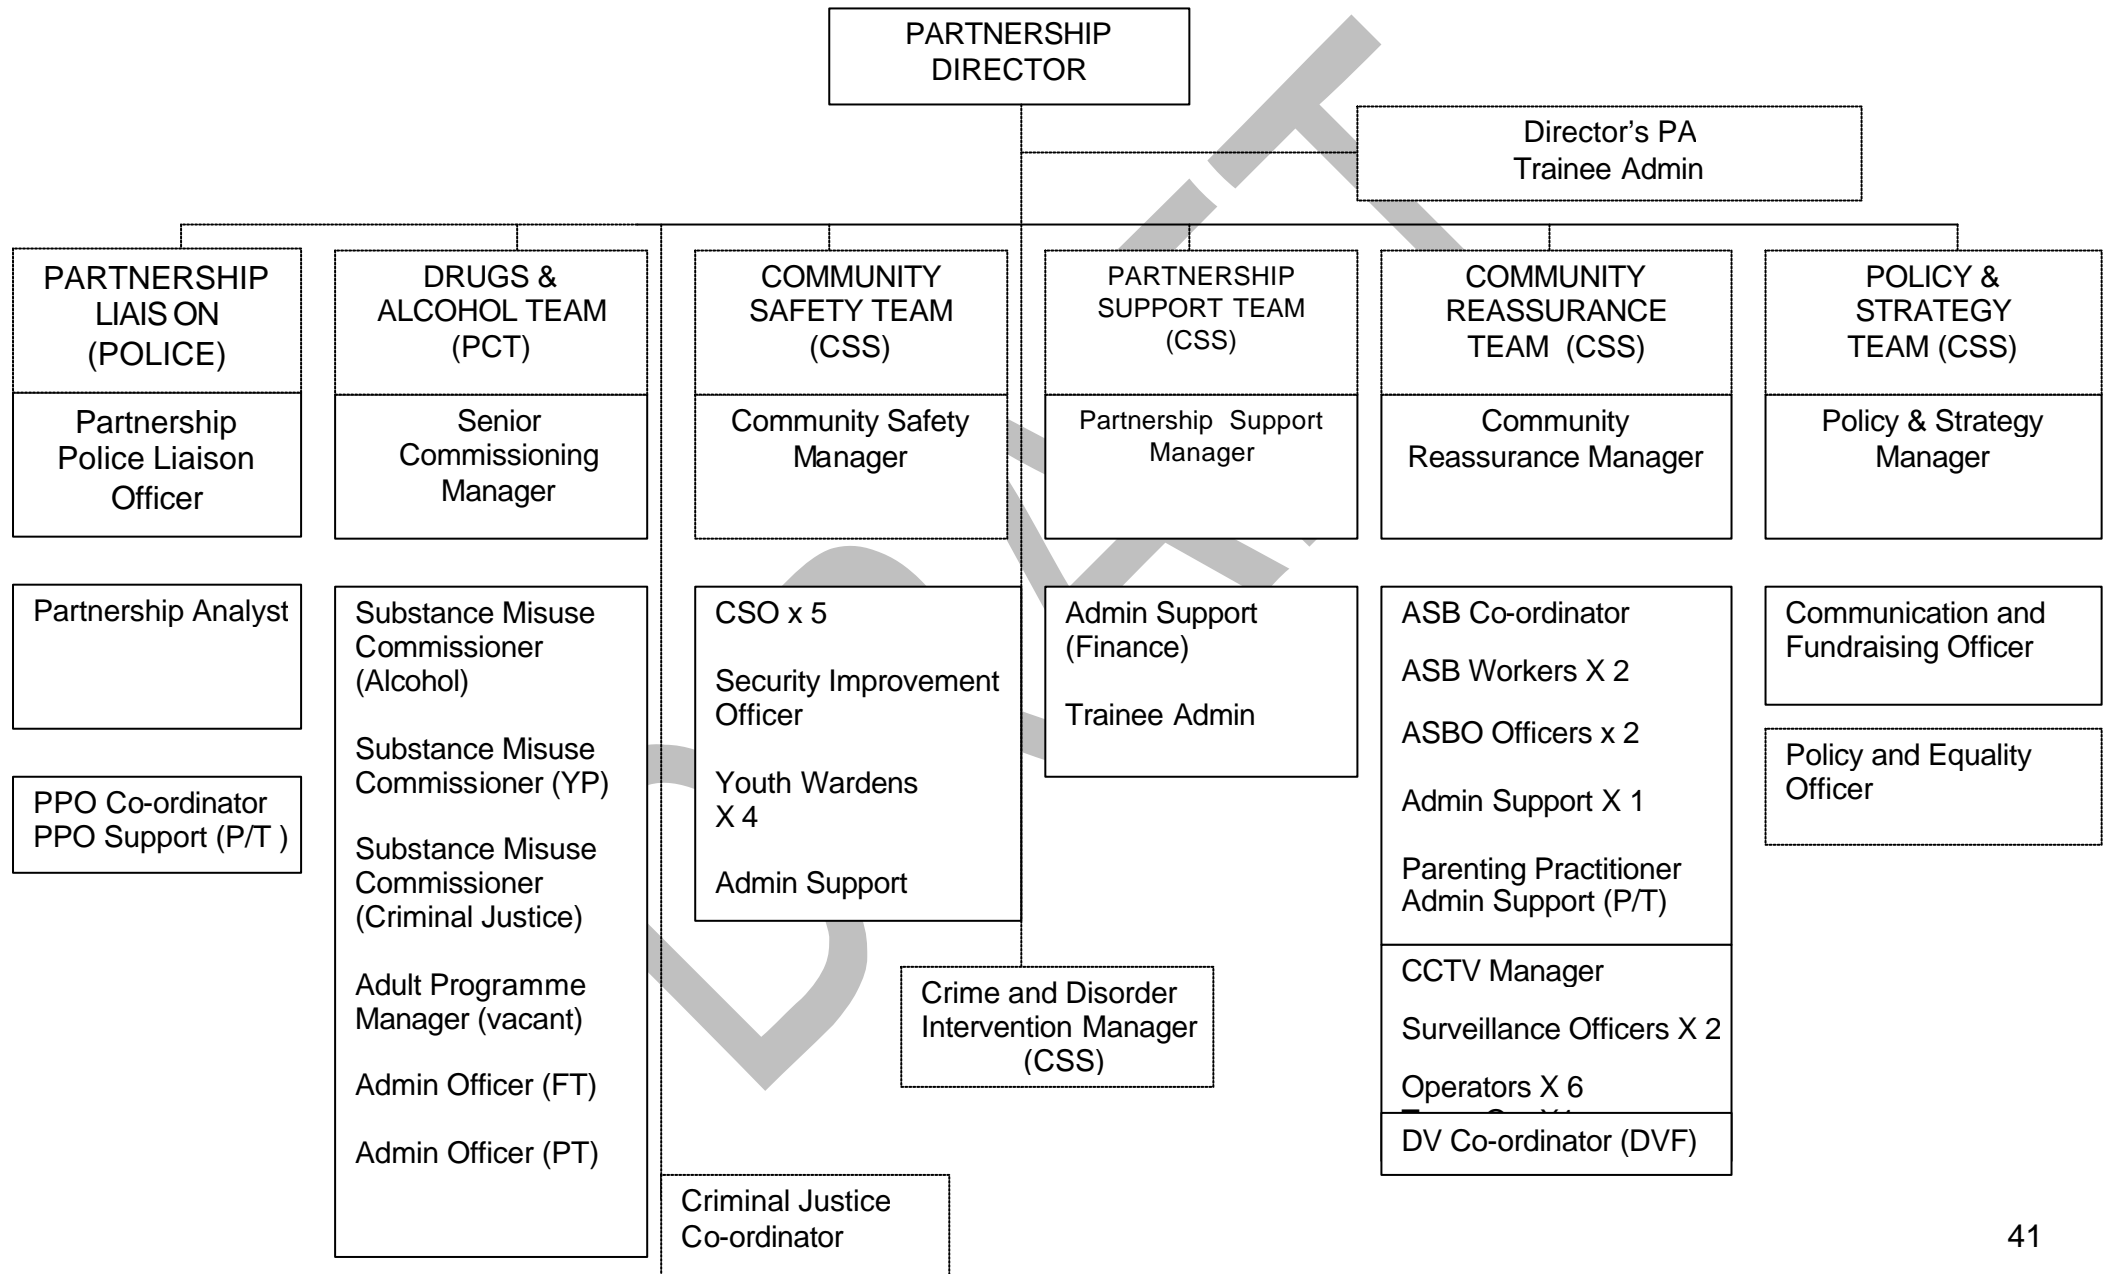 PARTNERSHIP
DIRECTOR
Director’s PA
Trainee Admin
PARTNERSHIP
LIAIS ON
(POLICE)
Partnership
Police Liaison
Officer
Partnership Analyst
PPO Co-ordinator
PPO Support (P/T )
DRUGS &
ALCOHOL TEAM
(PCT)
Senior
Commissioning
Manager
Substance Misuse
Commissioner
(Alcohol)
Substance Misuse
Commissioner (YP)
Substance Misuse
Commissioner
(Criminal Justice)
Adult Programme
Manager (vacant)
Admin Officer (FT)
Admin Officer (PT)
COMMUNITY
SAFETY TEAM
(CSS)
Community Safety
Manager
CSO x 5
Security Improvement
Officer
Youth Wardens
X 4
Admin Support
PARTNERSHIP
SUPPORT TEAM
(CSS)
Partnership Support
Manager
Admin Support
(Finance)
Trainee Admin
COMMUNITY
REASSURANCE
TEAM (CSS)
Community
Reassurance Manager
ASB Co-ordinator
ASB Workers X 2
ASBO Officers x 2
Admin Support X 1
Parenting Practitioner
Admin Support (P/T)
CCTV Manager
Surveillance Officers X 2
Operators X 6
DV Co-ordinator (DVF)
POLICY &
STRATEGY
TEAM (CSS)
Policy & Strategy
Manager
Communication and
Fundraising Officer
Policy and Equality
Officer
Crime and Disorder
Intervention Manager
(CSS)
Criminal Justice
Co-ordinator
DRAFT
41